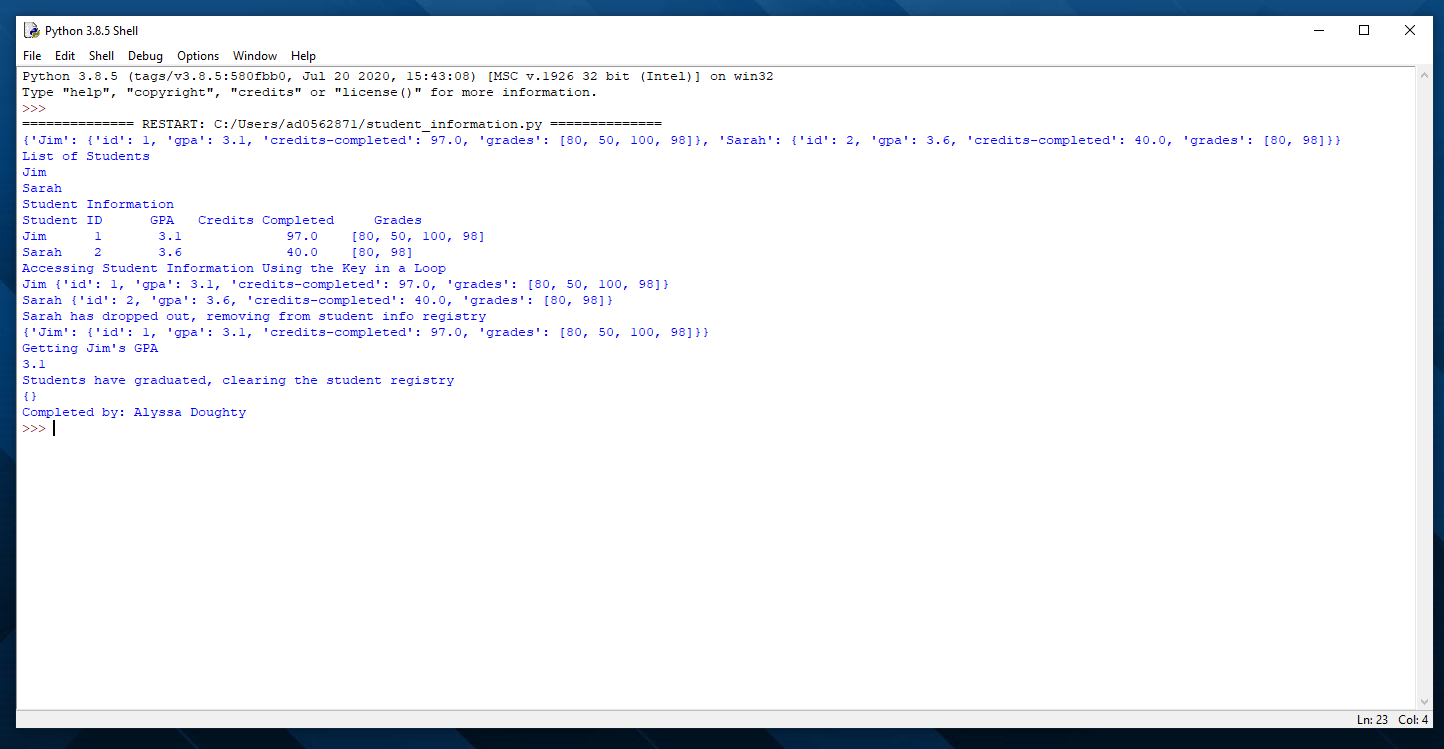 Python 3.8.5 Shell
File Edit Shell Debug Options Window Help
Python 3.8.5 (tags/v3.8.5:580fbb0, Jul 20 2020, 15:43:08) [MSC v.1926 32 bit (Intel)] on win32
Type "help", "copyright", "credits" or "license()" for more information.
>>>
============== RESTART: C:/Users/ad0562871/student_information.py ==============
{'Jim': {'id': 1, 'gpa': 3.1, 'credits-completed': 97.0, 'grades': [80, 50, 100, 98]}, 'Sarah': {'id': 2, 'gpa': 3.6, 'credits-completed': 40.0, 'grades': [80, 98]}}
List of Students
Jim
Sarah
Student Information
Student ID      GPA   Credits Completed     Grades
Jim      1       3.1             97.0    [80, 50, 100, 98]
Sarah    2       3.6             40.0    [80, 98]
Accessing Student Information Using the Key in a Loop
Jim {'id': 1, 'gpa': 3.1, 'credits-completed': 97.0, 'grades': [80, 50, 100, 98]}
Sarah {'id': 2, 'gpa': 3.6, 'credits-completed': 40.0, 'grades': [80, 98]}
Sarah has dropped out, removing from student info registry
{'Jim': {'id': 1, 'gpa': 3.1, 'credits-completed': 97.0, 'grades': [80, 50, 100, 98]}}
Getting Jim's GPA
3.1
Students have graduated, clearing the student registry
{}
Completed by: Alyssa Doughty
>>>
Ln: 23 Col: 4